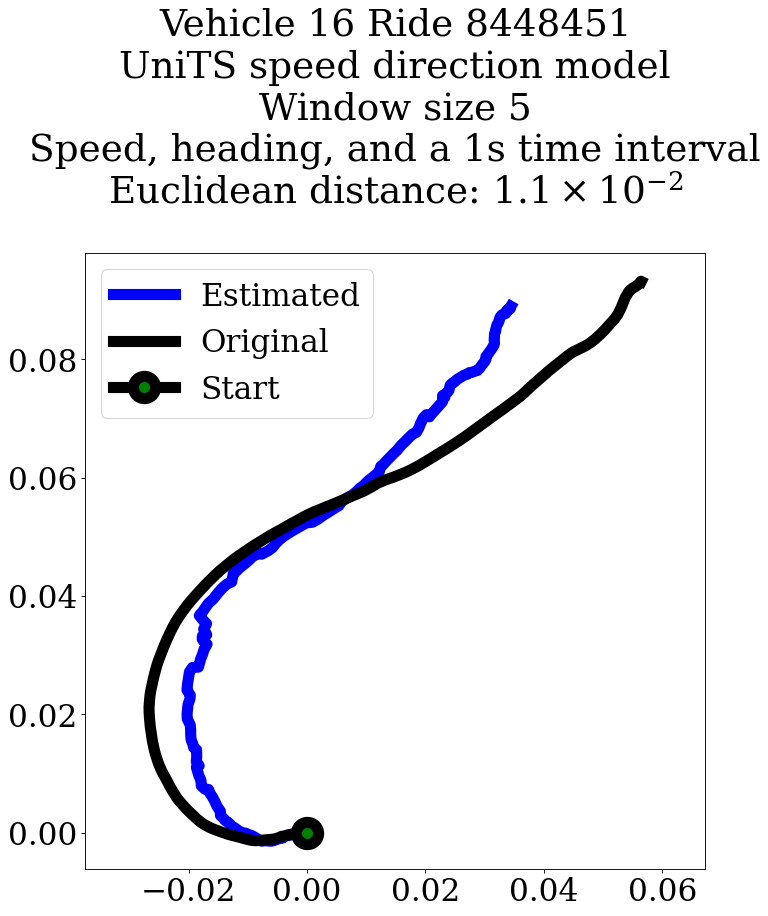 Vehicle 16 Ride 8448451
UniTS speed direction model
Window size 5
Speed, heading, and a 1s time interval
Euclidean distance: 1.1 × 10⁻²
Estimated
Original
Start
0.08
0.06
0.04
0.02
0.00
−0.02 0.00 0.02 0.04 0.06